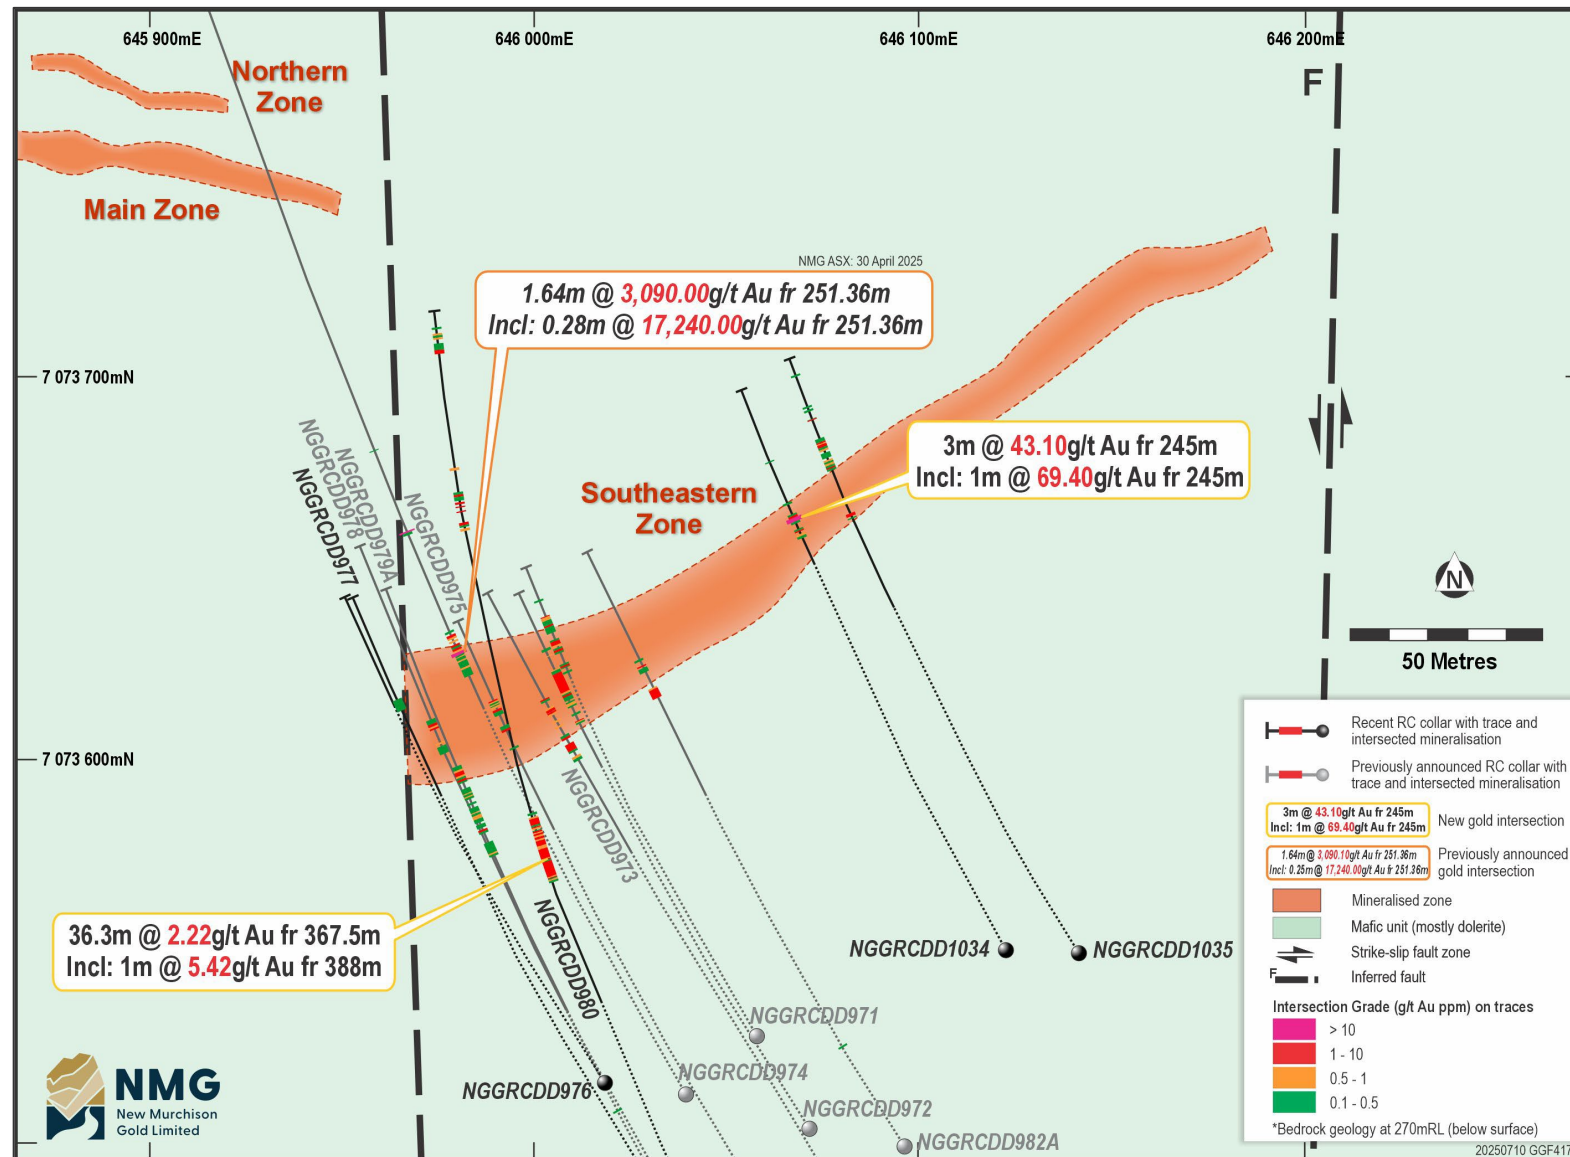 645 900mE
646 000mE
646 100mE
646 200mE
F
Northern
Zone
Main Zone
NMG ASX: 30 April 2025
1.64m @ 3,090.00g/t Au fr 251.36m
Incl: 0.28m @ 17,240.00g/t Au fr 251.36m
7 073 700mN
3m @ 43.10g/t Au fr 245m
Incl: 1m @ 69.40g/t Au fr 245m
Southeastern
Zone
NGGRCDD977
NGGRCDD978
NGGRCDD979A
NGGRCDD975
N
50 Metres
7 073 600mN
NGGRCDD973
NGGRCDD980
36.3m @ 2.22g/t Au fr 367.5m
Incl: 1m @ 5.42g/t Au fr 388m
NGGRCDD1034
NGGRCDD1035
NGGRCDD971
NGGRCDD974
NGGRCDD976
NGGRCDD972
NGGRCDD982A
NMG
New Murchison
Gold Limited
Recent RC collar with trace and
intersected mineralisation
Previously announced RC collar with
trace and intersected mineralisation
3m @ 43.10g/t Au fr 245m
Incl: 1m @ 69.40g/t Au fr 245m
New gold intersection
1.64m @ 3,090.10g/t Au fr 251.36m
Incl: 0.25m @ 17,240.00g/t Au fr 251.36m
Previously announced
gold intersection
Mineralised zone
Mafic unit (mostly dolerite)
Strike-slip fault zone
F
Inferred fault
Intersection Grade (g/t Au ppm) on traces
> 10
1 - 10
0.5 - 1
0.1 - 0.5
*Bedrock geology at 270mRL (below surface)
20250710 GGF417